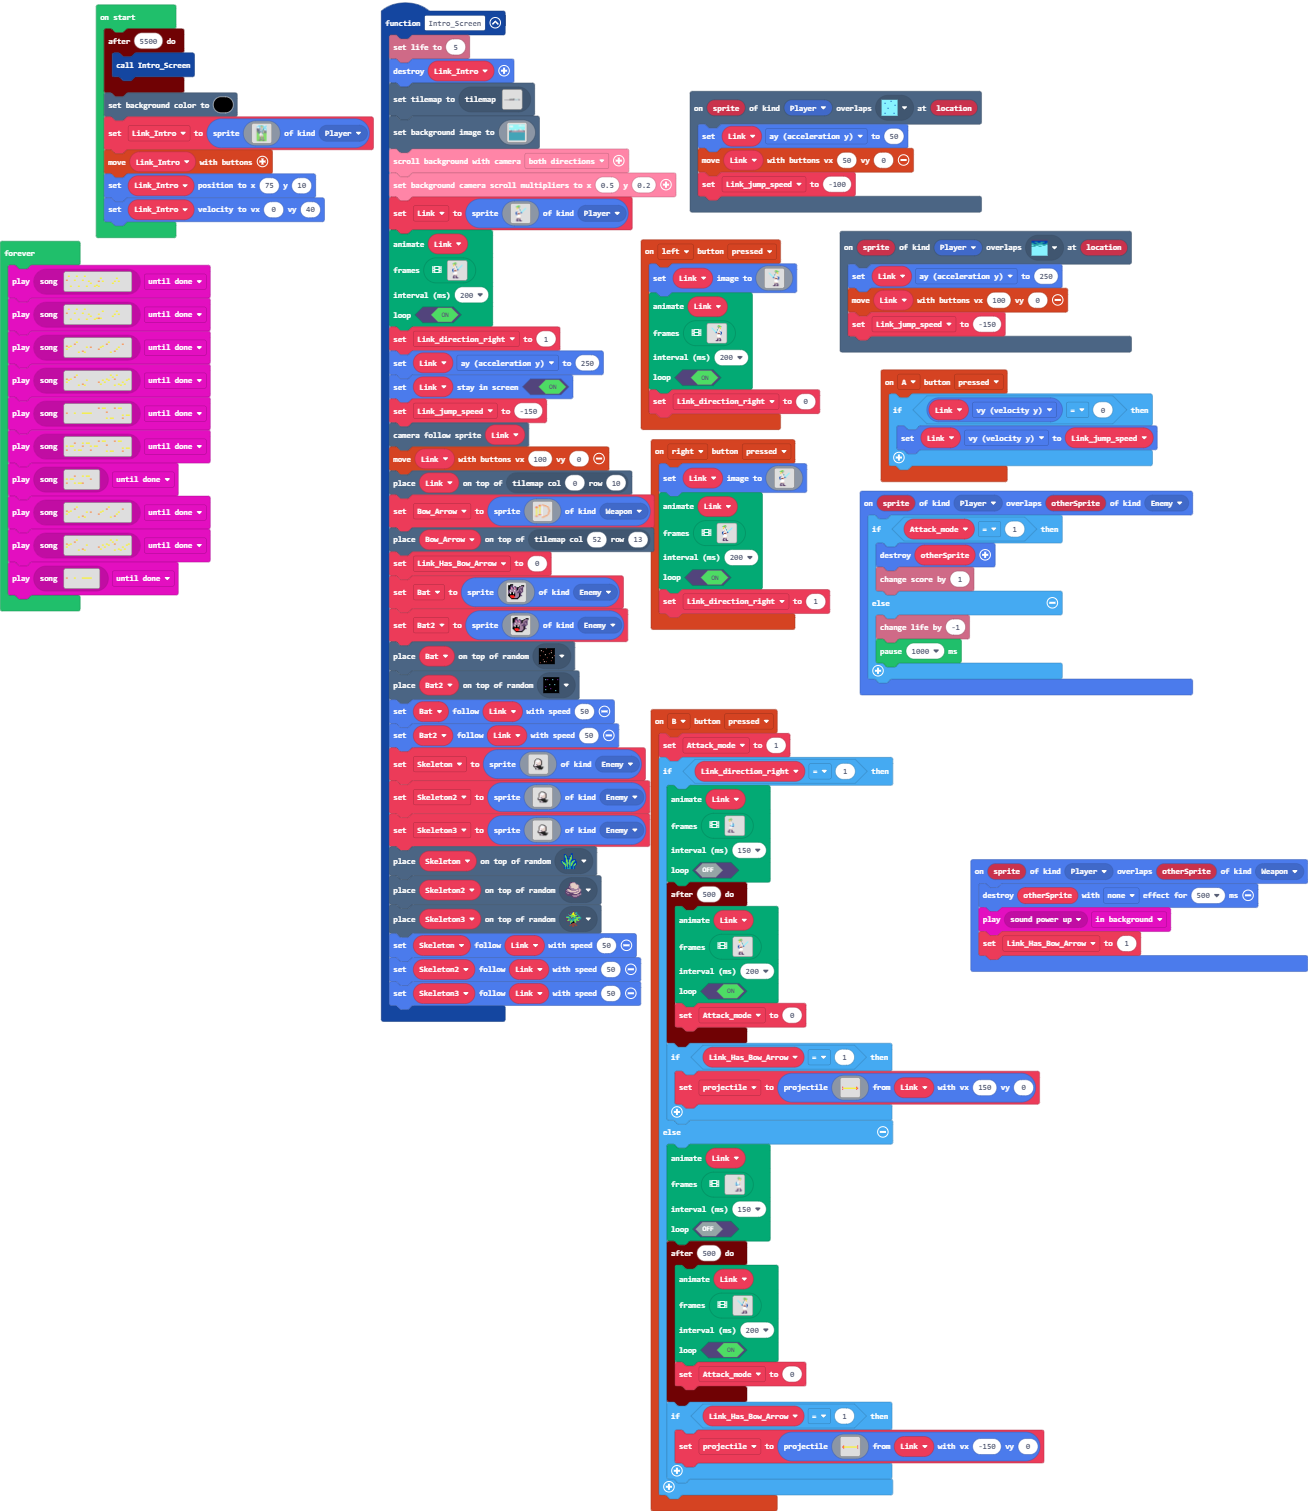 on start
after 5500 do
call Intro_Screen
set background color to
set Link_Intro to sprite of kind Player
move Link_Intro with buttons
set Link_Intro position to x 75 y 10
set Link_Intro velocity to vx 0 vy 40
forever
play song until done
play song until done
play song until done
play song until done
play song until done
play song until done
play song until done
play song until done
play song until done
play song until done
function Intro_Screen
set life to 5
destroy Link_Intro
set tilemap to tilemap
set background image to
scroll background with camera both directions
set background camera scroll multipliers to x 0.5 y 0.2
set Link to sprite of kind Player
animate Link
frames
interval (ms) 200
loop ON
set Link_direction_right to 1
set Link ay (acceleration y) to 250
set Link stay in screen ON
set Link_jump_speed to -150
camera follow sprite Link
move Link with buttons vx 100 vy 0
place Link on top of tilemap col 0 row 10
set Bow_Arrow to sprite of kind Weapon
place Bow_Arrow on top of tilemap col 52 row 13
set Link_Has_Bow_Arrow to 0
set Bat to sprite of kind Enemy
set Bat2 to sprite of kind Enemy
place Bat on top of random
place Bat2 on top of random
set Bat follow Link with speed 50
set Bat2 follow Link with speed 50
set Skeleton to sprite of kind Enemy
set Skeleton2 to sprite of kind Enemy
set Skeleton3 to sprite of kind Enemy
place Skeleton on top of random
place Skeleton2 on top of random
place Skeleton3 on top of random
set Skeleton follow Link with speed 50
set Skeleton2 follow Link with speed 50
set Skeleton3 follow Link with speed 50
on sprite of kind Player overlaps at location
set Link ay (acceleration y) to 50
move Link with buttons vx 50 vy 0
set Link_jump_speed to -100
on left button pressed
set Link image to
animate Link
frames
interval (ms) 200
loop ON
set Link_direction_right to 0
on sprite of kind Player overlaps at location
set Link ay (acceleration y) to 250
move Link with buttons vx 100 vy 0
set Link_jump_speed to -150
on A button pressed
if Link vy (velocity y) = 0 then
set Link vy (velocity y) to Link_jump_speed
on right button pressed
set Link image to
animate Link
frames
interval (ms) 200
loop ON
set Link_direction_right to 1
on sprite of kind Player overlaps otherSprite of kind Enemy
if Attack_mode = 1 then
destroy otherSprite
change score by 1
else
change life by -1
pause 1000 ms
on B button pressed
set Attack_mode to 1
if Link_direction_right = 1 then
animate Link
frames
interval (ms) 150
loop OFF
after 500 do
animate Link
frames
interval (ms) 200
loop ON
set Attack_mode to 0
if Link_Has_Bow_Arrow = 1 then
set projectile to projectile from Link with vx 150 vy 0
else
animate Link
frames
interval (ms) 150
loop OFF
after 500 do
animate Link
frames
interval (ms) 200
loop ON
set Attack_mode to 0
if Link_Has_Bow_Arrow = 1 then
set projectile to projectile from Link with vx -150 vy 0
on sprite of kind Player overlaps otherSprite of kind Weapon
destroy otherSprite with none effect for 500 ms
play sound power up in background
set Link_Has_Bow_Arrow to 1